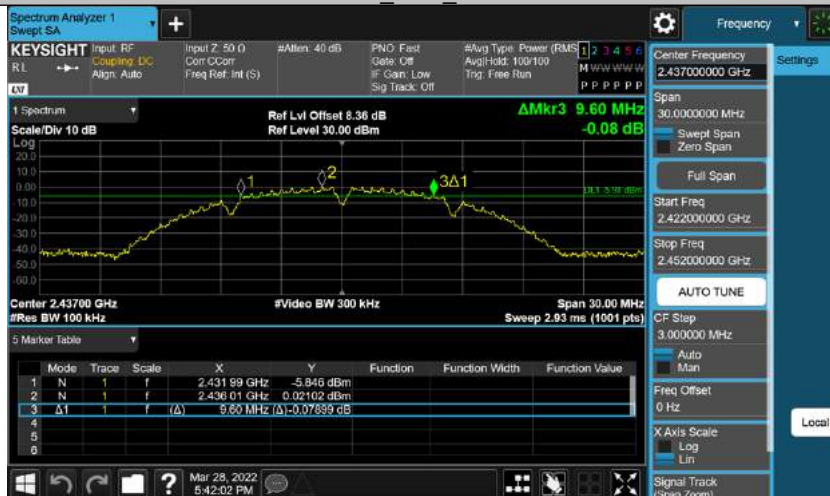 Spectrum Analyzer 1
Swept SA
Frequency
KEYSIGHT
RL
LXI
Input: RF
Coupling: DC
Align: Auto
Input Z: 50 Ω
Corr CCorr
Freq Ref: Int (S)
#Atten: 40 dB
PNO: Fast
Gate: Off
IF Gain: Low
Sig Track: Off
#Avg Type: Power (RMS
Avg|Hold: 100/100
Trig: Free Run
1 2 3 4 5 6
M W W W W W
P P P P P P
Center Frequency
2.437000000 GHz
Settings
1 Spectrum
Scale/Div 10 dB
Ref Lvl Offset 8.36 dB
Ref Level 30.00 dBm
ΔMkr3 9.60 MHz
-0.08 dB
Span
30.0000000 MHz
Swept Span
Zero Span
Log
20.0
10.0
0.00
-10.0
-20.0
-30.0
-40.0
-50.0
-60.0
1
2
3Δ1
Full Span
Start Freq
2.422000000 GHz
Stop Freq
2.452000000 GHz
AUTO TUNE
Center 2.43700 GHz
#Res BW 100 kHz
#Video BW 300 kHz
Span 30.00 MHz
Sweep 2.93 ms (1001 pts)
CF Step
3.000000 MHz
Auto
Man
5 Marker Table
Mode Trace Scale X Y Function Function Width Function Value
1 N 1 f 2.431 99 GHz -5.846 dBm
2 N 1 f 2.436 01 GHz 0.02102 dBm
3 Δ1 1 f (Δ) 9.60 MHz (Δ) -0.07899 dB
4
5
6
Freq Offset
0 Hz
X Axis Scale
Log
Lin
Local
Signal Track
(Span Zoom)
?
Mar 28, 2022
5:42:02 PM